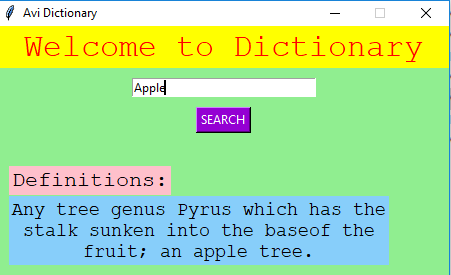 Avi Dictionary
Welcome to Dictionary
Apple
SEARCH
Definitions:
Any tree genus Pyrus which has the
stalk sunken into the baseof the
fruit; an apple tree.